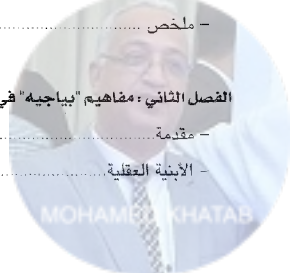 - ملخص ........................
الفصل الثاني : مفاهيم "بياجيه" في
- مقدمة ........................
- الأبنية العقلية ........................
MOHAMED KHATAB